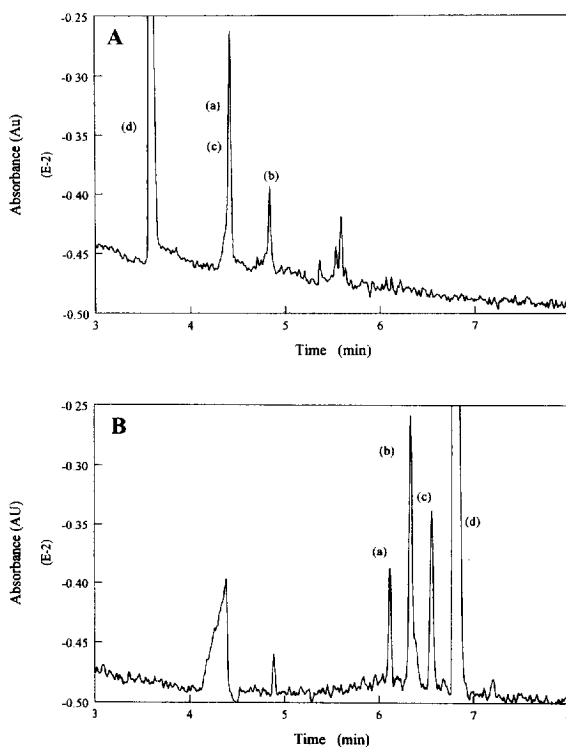 A
Absorbance (Au)
(E-2)
-0.25
-0.30
-0.35
-0.40
-0.45
-0.50
(d)
(a)
(c)
(b)
3 4 5 6 7
Time (min)
B
Absorbance (AU)
(E-2)
-0.25
-0.30
-0.35
-0.40
-0.45
-0.50
(b)
(c)
(a)
(d)
3 4 5 6 7
Time (min)